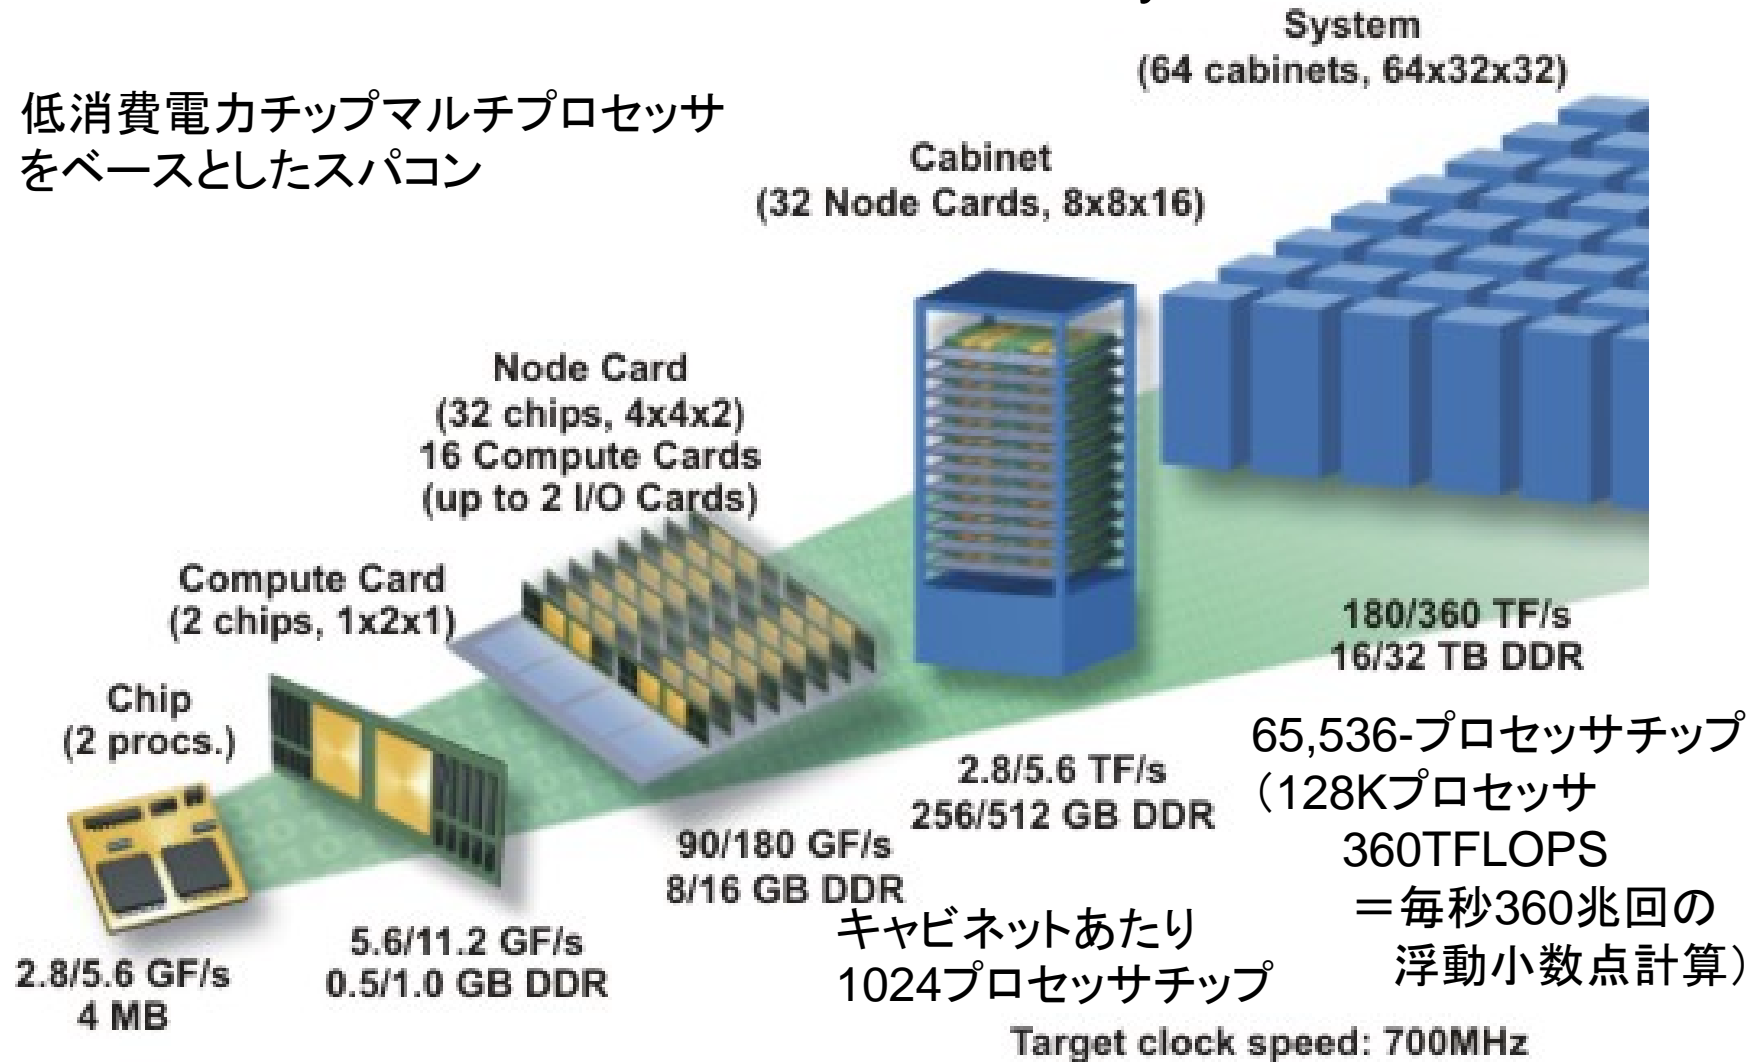 System
(64 cabinets, 64x32x32)
低消費電力チップマルチプロセッサ
をベースとしたスパコン
Cabinet
(32 Node Cards, 8x8x16)
Node Card
(32 chips, 4x4x2)
16 Compute Cards
(up to 2 I/O Cards)
Compute Card
(2 chips, 1x2x1)
Chip
(2 procs.)
180/360 TF/s
16/32 TB DDR
2.8/5.6 TF/s
256/512 GB DDR
90/180 GF/s
8/16 GB DDR
5.6/11.2 GF/s
0.5/1.0 GB DDR
2.8/5.6 GF/s
4 MB
65,536-プロセッサチップ
(128Kプロセッサ
360TFLOPS
=毎秒360兆回の
浮動小数点計算)
キャビネットあたり
1024プロセッサチップ
Target clock speed: 700MHz